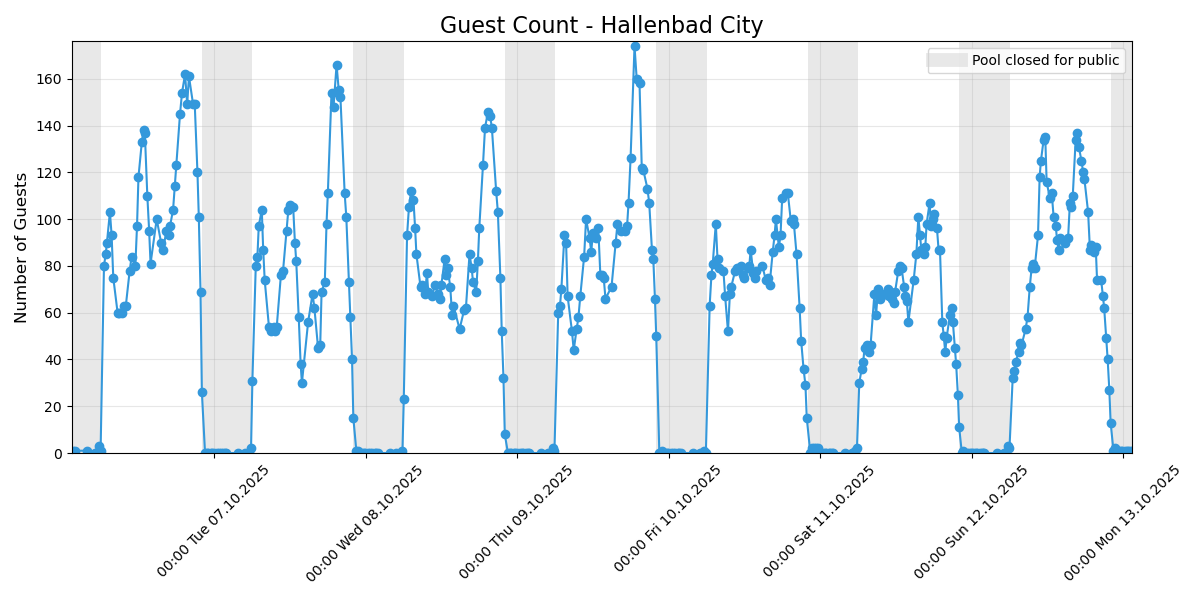 Guest Count - Hallenbad City
Pool closed for public
Number of Guests
160
140
120
100
80
60
40
20
0
00:00 Tue 07.10.2025
00:00 Wed 08.10.2025
00:00 Thu 09.10.2025
00:00 Fri 10.10.2025
00:00 Sat 11.10.2025
00:00 Sun 12.10.2025
00:00 Mon 13.10.2025